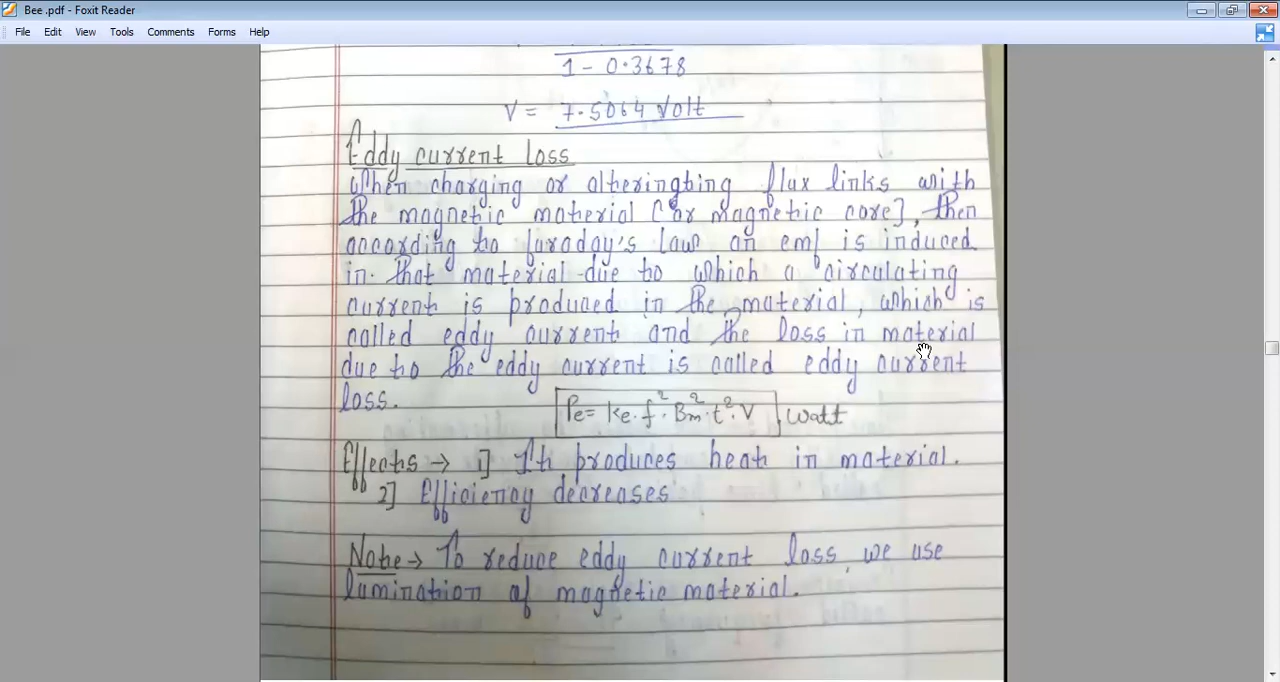 Bee .pdf - Foxit Reader
File Edit View Tools Comments Forms Help
1 - 0.3678
V = 7.5064 Volt
Eddy current loss
When charging or altering flux links with
the magnetic material [or magnetic core], then
according to faraday's law an emf is induced
in that material due to which a circulating
current is produced in the material, which is
called eddy current and the loss in material
due to the eddy current is called eddy current
loss.
Pe = Ke.f².Bm².t².V watt
Effects → 1] It produces heat in material.
2] Efficiency decreases
Note → To reduce eddy current loss, we use
lamination of magnetic material.